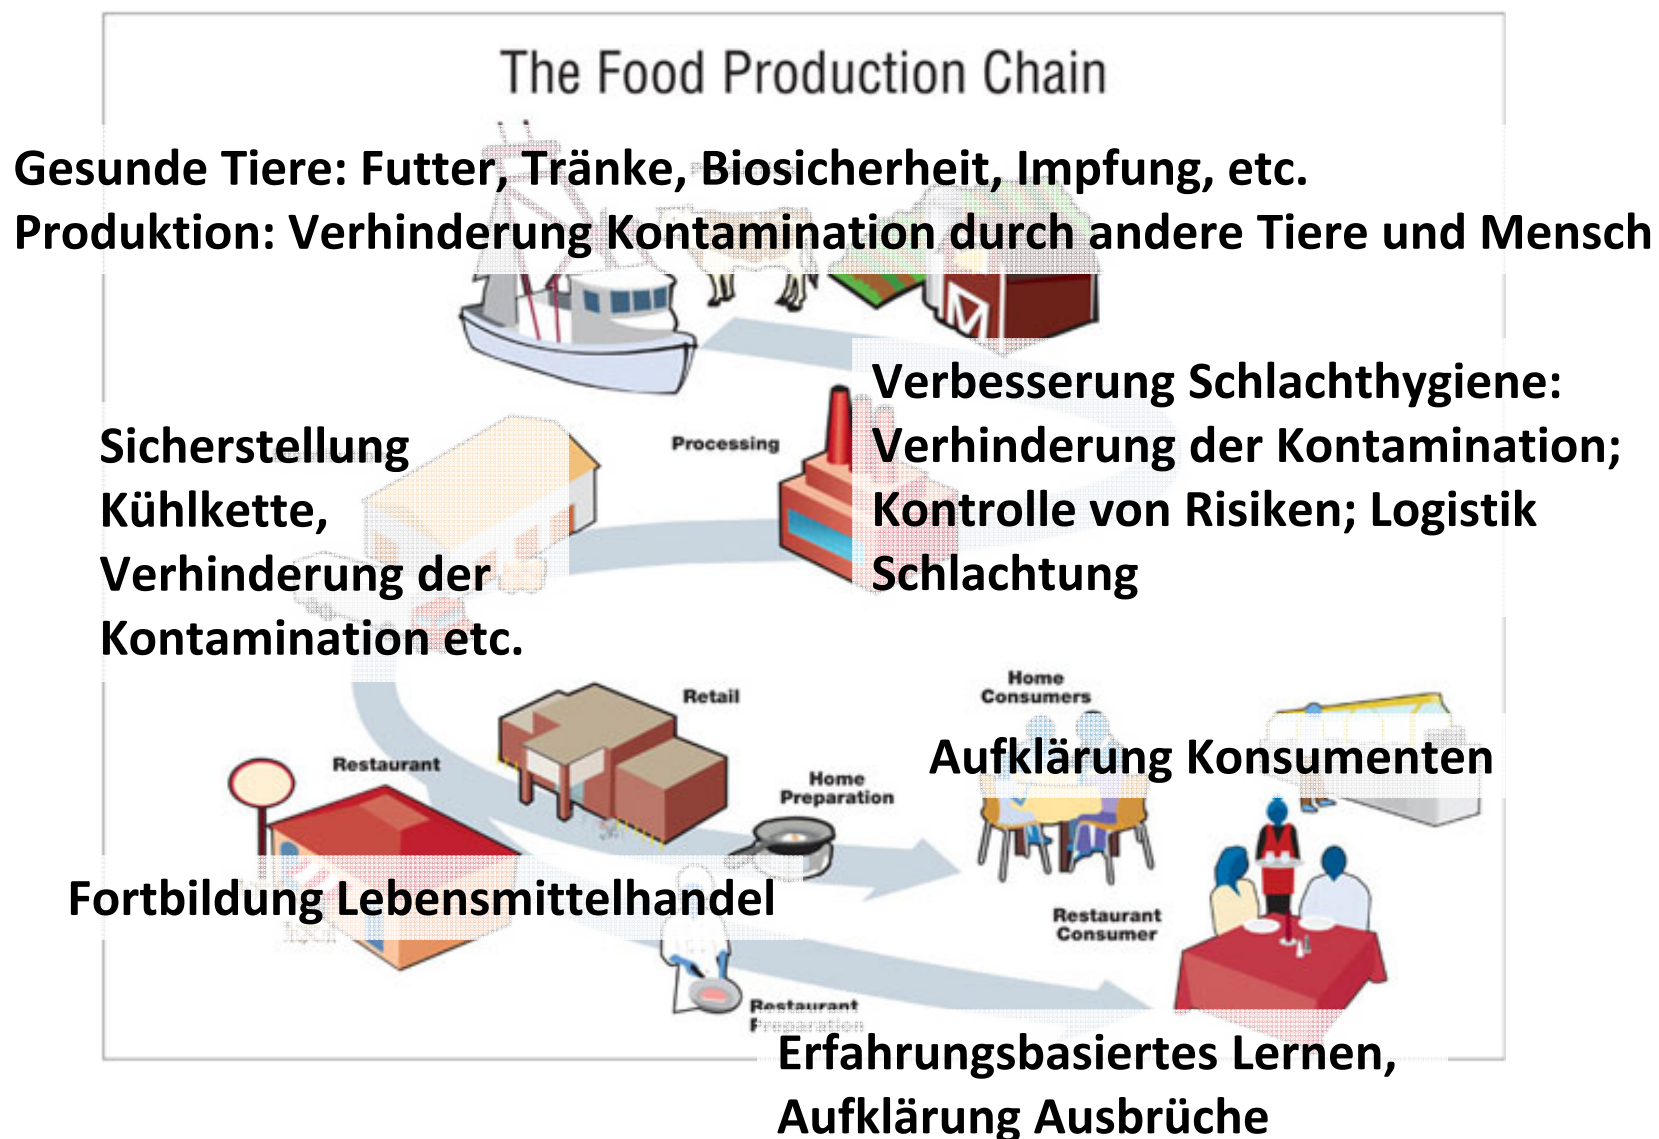 The Food Production Chain
Gesunde Tiere: Futter, Tränke, Biosicherheit, Impfung, etc.
Produktion: Verhinderung Kontamination durch andere Tiere und Mensch
Verbesserung Schlachthygiene:
Verhinderung der Kontamination;
Kontrolle von Risiken; Logistik
Schlachtung
Processing
Sicherstellung
Kühlkette,
Verhinderung der
Kontamination etc.
Retail
Home
Consumers
Restaurant
Aufklärung Konsumenten
Home
Preparation
Fortbildung Lebensmittelhandel
Restaurant
Consumer
Restaurant
Preparation
Erfahrungsbasiertes Lernen,
Aufklärung Ausbrüche